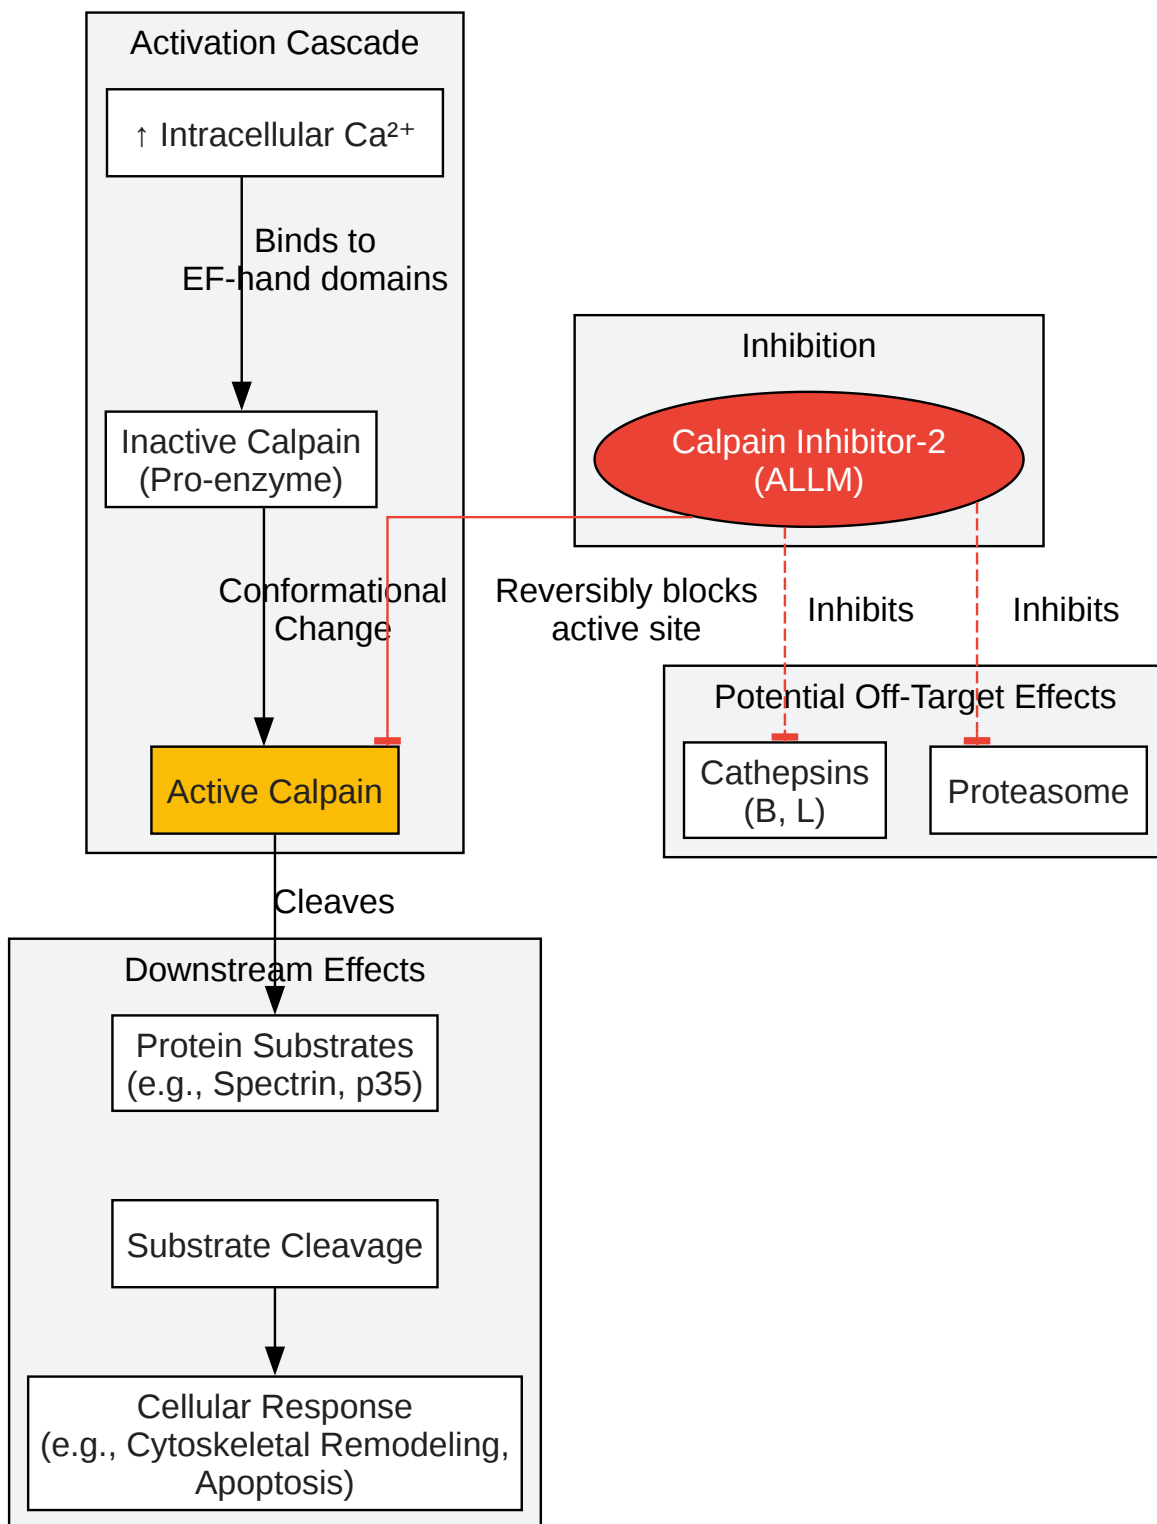 Activation Cascade
↑ Intracellular Ca²⁺
Binds to
EF-hand domains
Inactive Calpain
(Pro-enzyme)
Conformational
Change
Active Calpain
Inhibition
Calpain Inhibitor-2
(ALLM)
Reversibly blocks
active site
Inhibits
Inhibits
Potential Off-Target Effects
Cathepsins
(B, L)
Proteasome
Cleaves
Downstream Effects
Protein Substrates
(e.g., Spectrin, p35)
Substrate Cleavage
Cellular Response
(e.g., Cytoskeletal Remodeling,
Apoptosis)